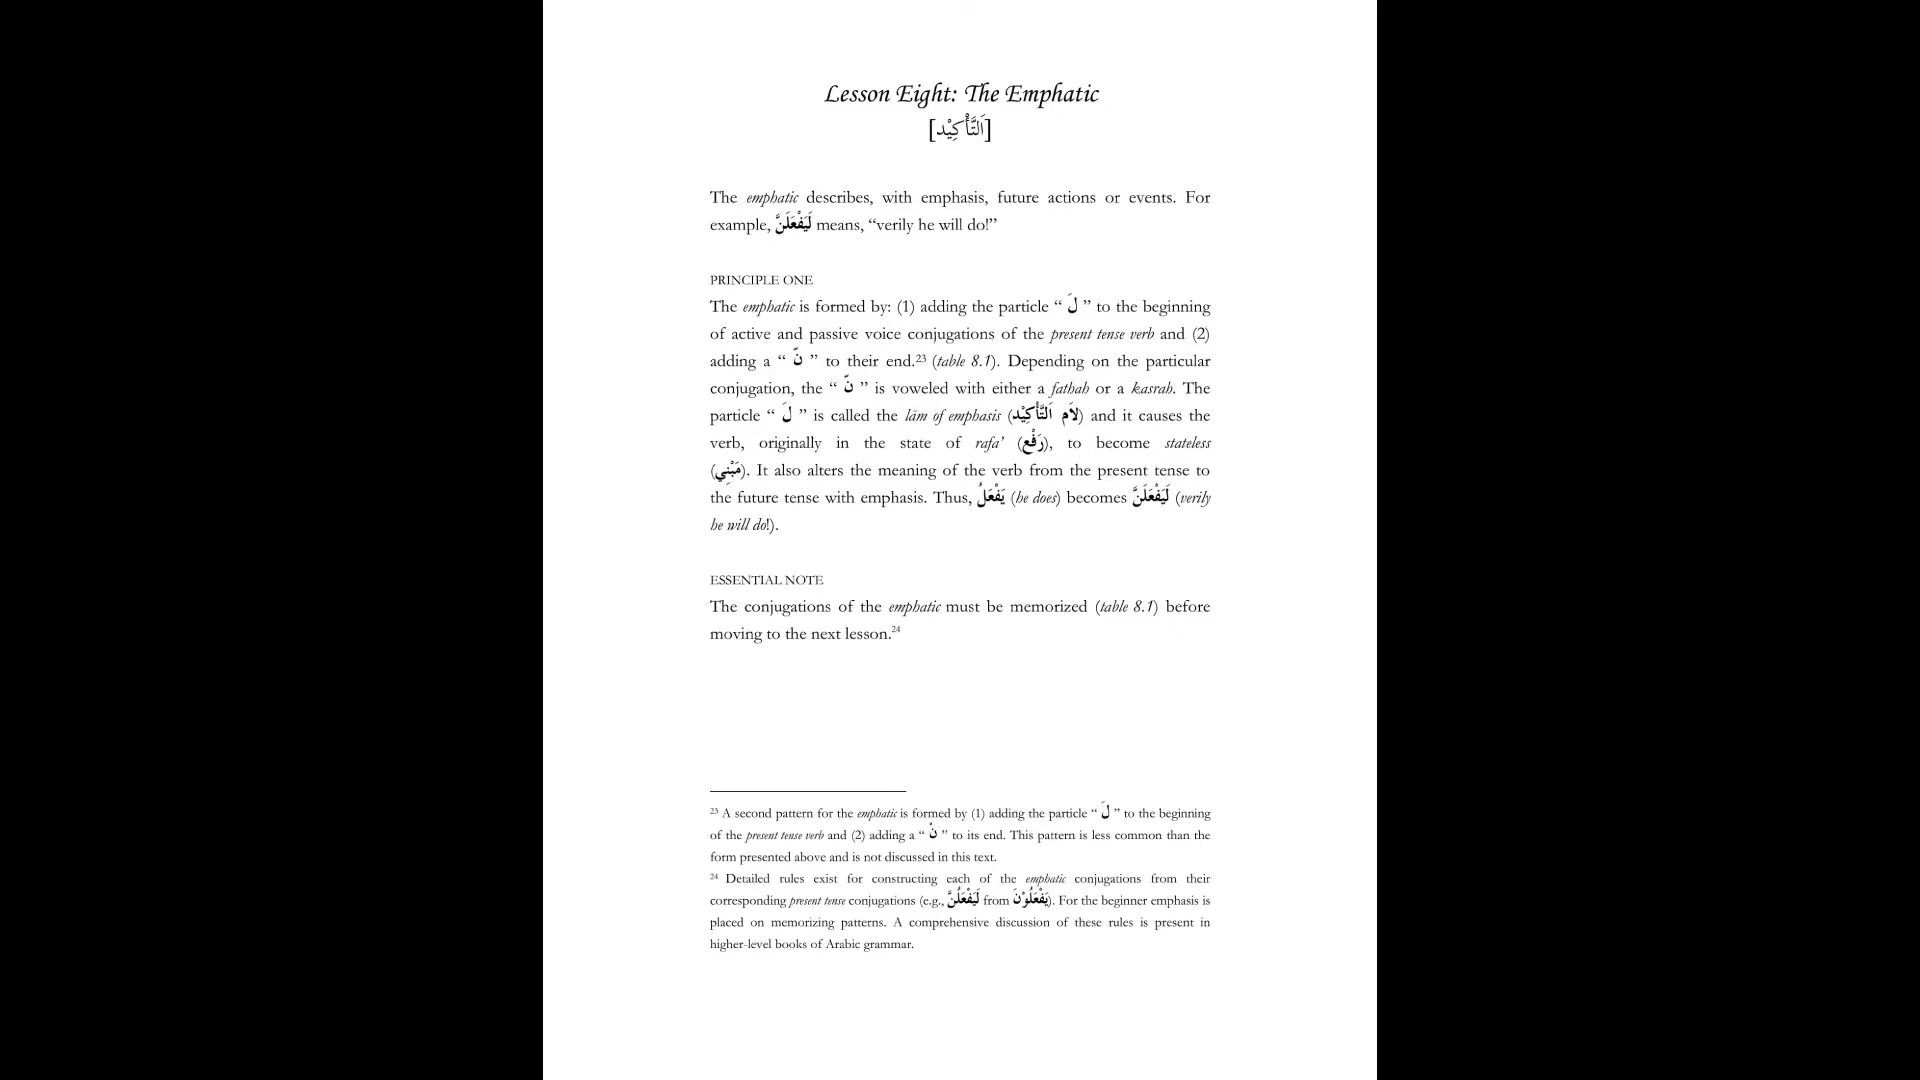 Lesson Eight: The Emphatic
[اَلتَّأْكِيْد]
The emphatic describes, with emphasis, future actions or events. For
example, لَيَفْعَلَنَّ means, “verily he will do!”
PRINCIPLE ONE
The emphatic is formed by: (1) adding the particle “ لَ ” to the beginning
of active and passive voice conjugations of the present tense verb and (2)
adding a “ نّ ” to their end.23 (table 8.1). Depending on the particular
conjugation, the “ نّ ” is voweled with either a fathah or a kasrah. The
particle “ لَ ” is called the lām of emphasis (لاَم اَلتَّأْكِيْد) and it causes the
verb, originally in the state of rafa’ (رَفْع), to become stateless
(مَبْنِي). It also alters the meaning of the verb from the present tense to
the future tense with emphasis. Thus, يَفْعَلُ (he does) becomes لَيَفْعَلَنَّ (verily
he will do!).
ESSENTIAL NOTE
The conjugations of the emphatic must be memorized (table 8.1) before
moving to the next lesson.24
23 A second pattern for the emphatic is formed by (1) adding the particle “ لَ ” to the beginning
of the present tense verb and (2) adding a “ نْ ” to its end. This pattern is less common than the
form presented above and is not discussed in this text.
24 Detailed rules exist for constructing each of the emphatic conjugations from their
corresponding present tense conjugations (e.g., لَيَفْعَلُنَّ from يَفْعَلُوْنَ). For the beginner emphasis is
placed on memorizing patterns. A comprehensive discussion of these rules is present in
higher-level books of Arabic grammar.